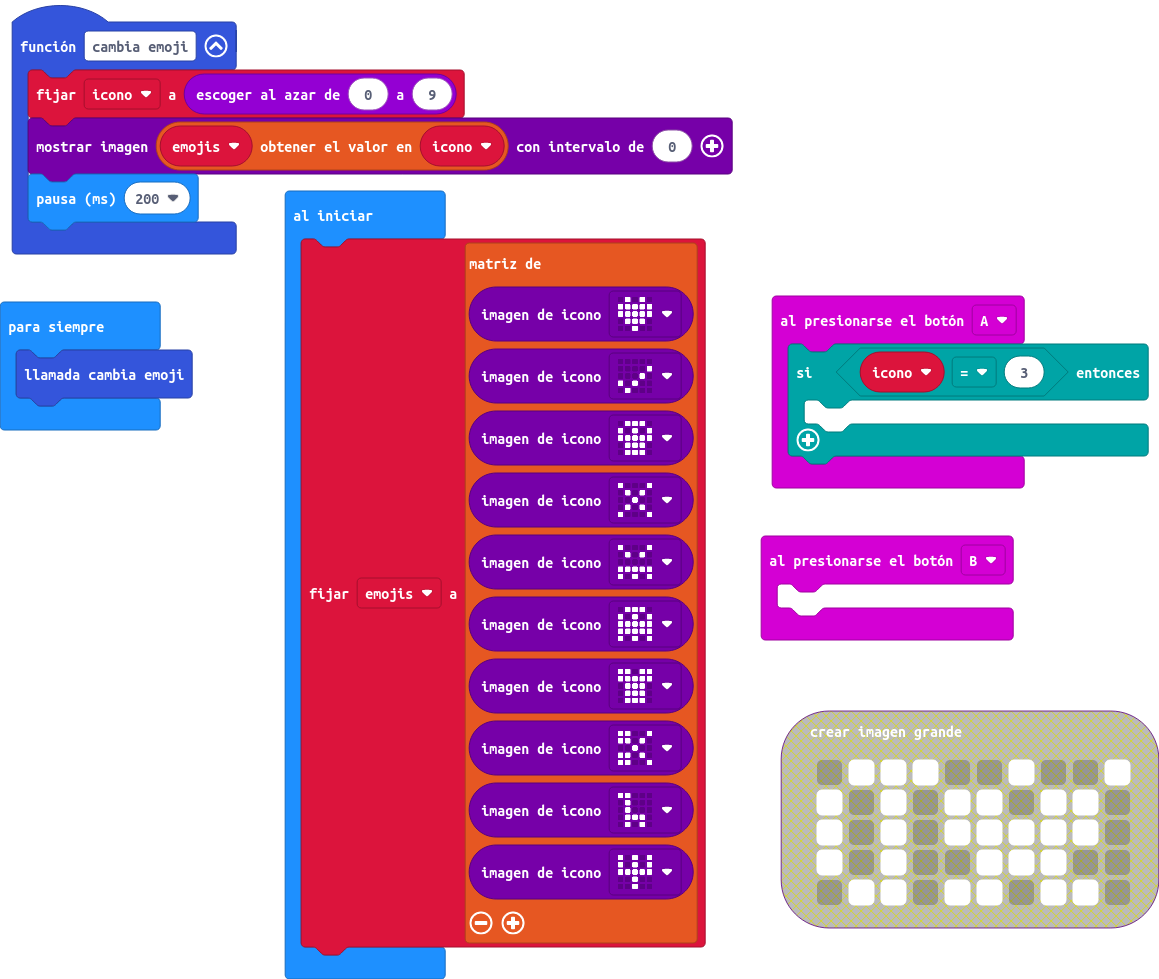 función cambia emoji
fijar icono a escoger al azar de 0 a 9
mostrar imagen emojis obtener el valor en icono con intervalo de 0
pausa (ms) 200
para siempre
llamada cambia emoji
al iniciar
fijar emojis a
matriz de
imagen de icono
imagen de icono
imagen de icono
imagen de icono
imagen de icono
imagen de icono
imagen de icono
imagen de icono
imagen de icono
imagen de icono
al presionarse el botón A
si icono = 3 entonces
al presionarse el botón B
crear imagen grande